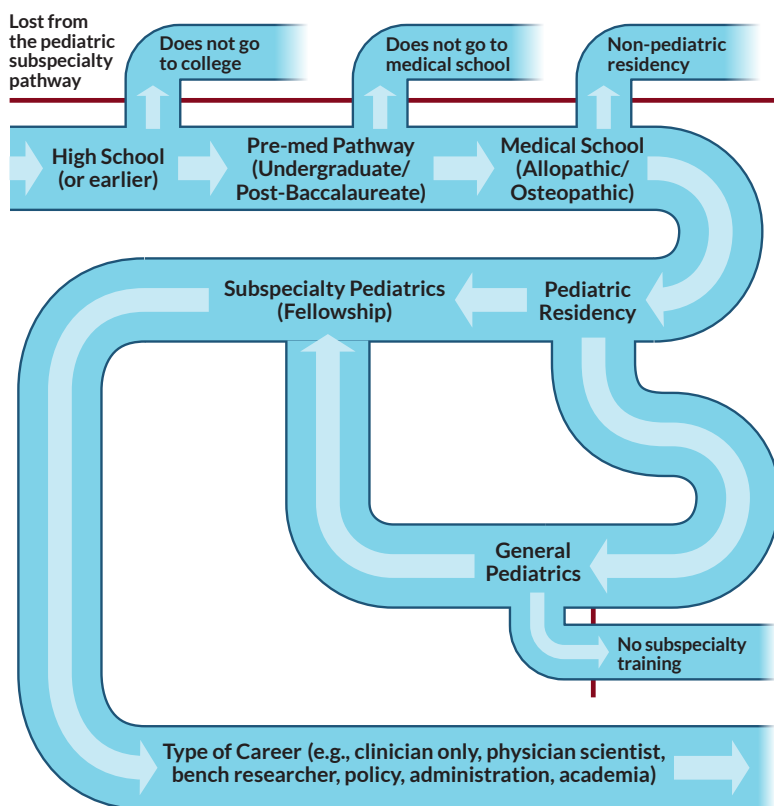 Lost from
the pediatric
subspecialty
pathway
Does not go
to college
Does not go to
medical school
Non-pediatric
residency
High School
(or earlier)
Pre-med Pathway
(Undergraduate/
Post-Baccalaureate)
Medical School
(Allopathic/
Osteopathic)
Subspecialty Pediatrics
(Fellowship)
Pediatric
Residency
General
Pediatrics
No subspecialty
training
Type of Career (e.g., clinician only, physician scientist,
bench researcher, policy, administration, academia)